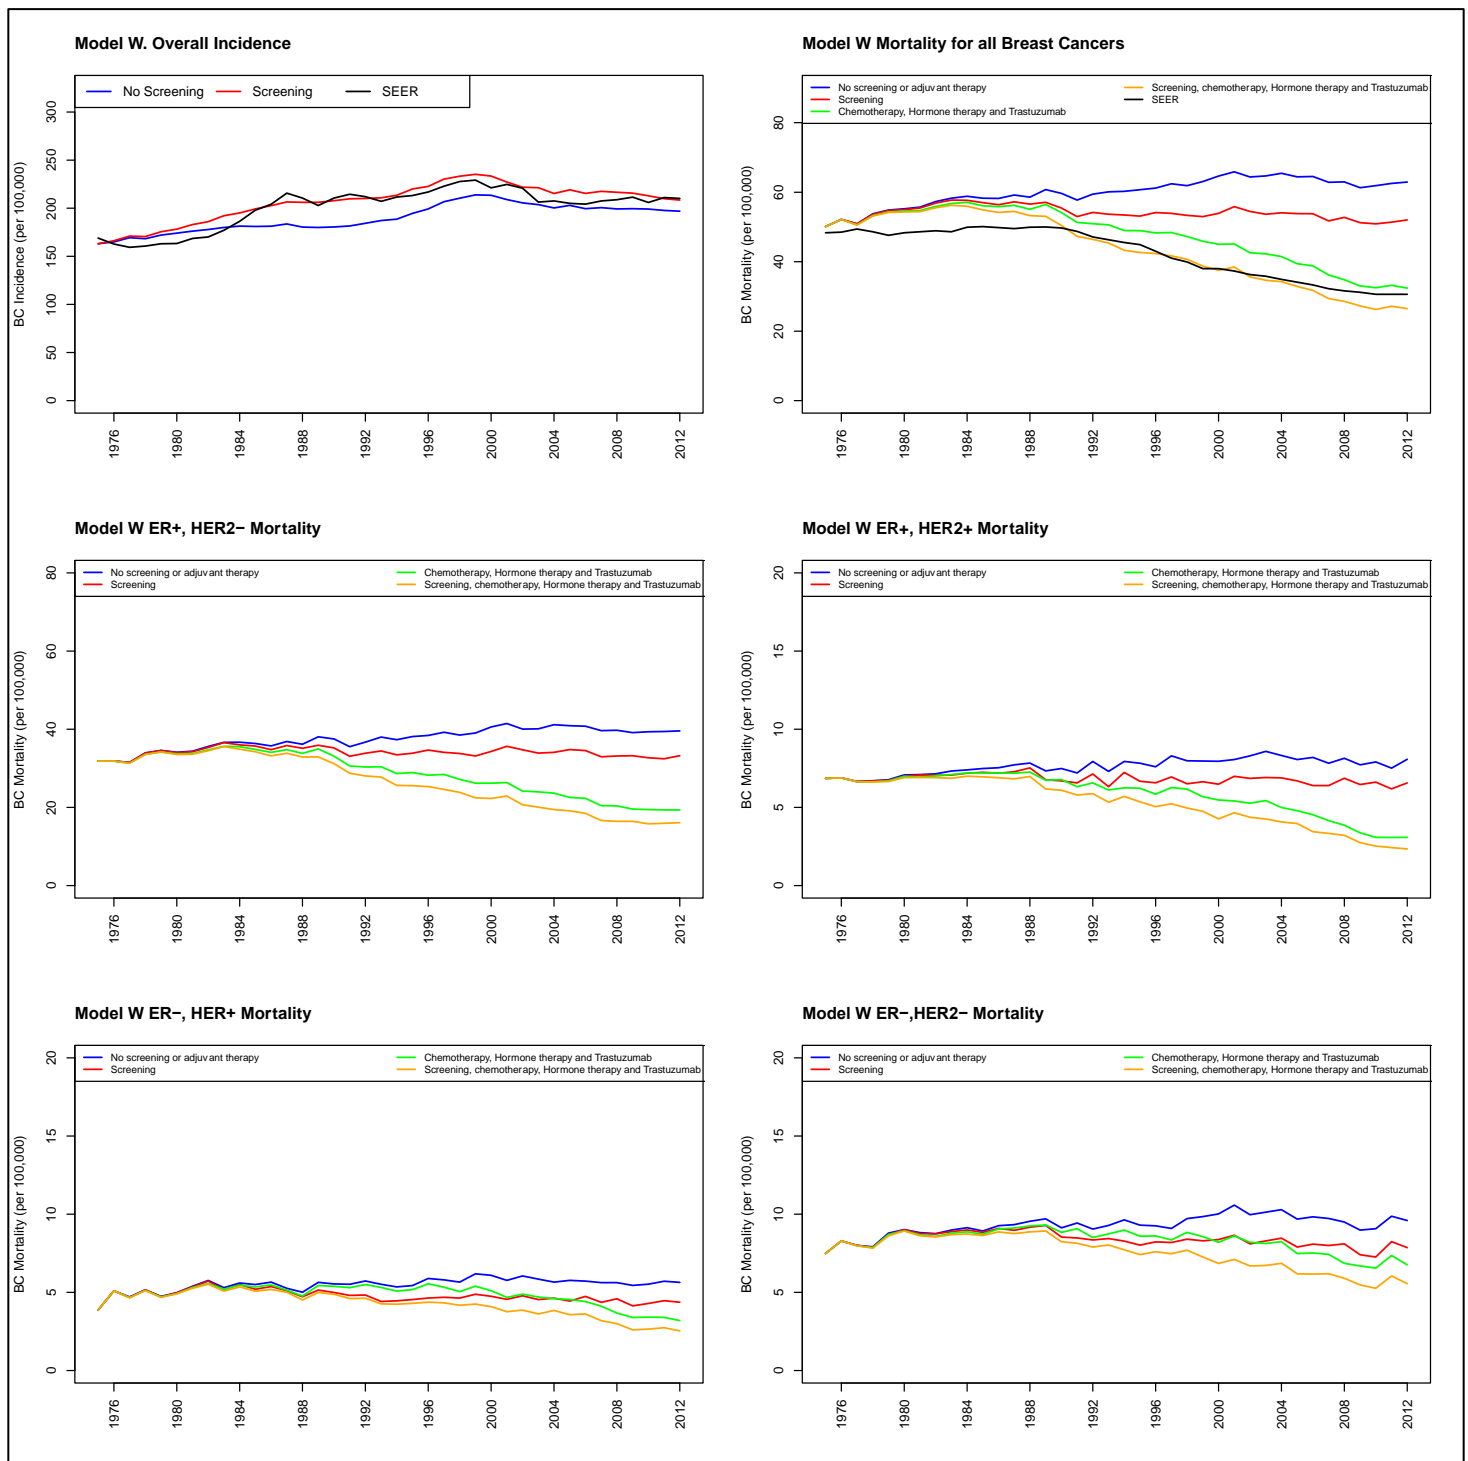 Model W. Overall Incidence
No Screening
Screening
SEER
BC Incidence (per 100,000)
0
50
100
150
200
250
300
1976
1980
1984
1988
1992
1996
2000
2004
2008
2012
Model W Mortality for all Breast Cancers
No screening or adjuvant therapy
Screening
Chemotherapy, Hormone therapy and Trastuzumab
Screening, chemotherapy, Hormone therapy and Trastuzumab
SEER
BC Mortality (per 100,000)
0
20
40
60
80
1976
1980
1984
1988
1992
1996
2000
2004
2008
2012
Model W ER+, HER2− Mortality
No screening or adjuvant therapy
Screening
Chemotherapy, Hormone therapy and Trastuzumab
Screening, chemotherapy, Hormone therapy and Trastuzumab
BC Mortality (per 100,000)
0
20
40
60
80
1976
1980
1984
1988
1992
1996
2000
2004
2008
2012
Model W ER+, HER2+ Mortality
No screening or adjuvant therapy
Screening
Chemotherapy, Hormone therapy and Trastuzumab
Screening, chemotherapy, Hormone therapy and Trastuzumab
BC Mortality (per 100,000)
0
5
10
15
20
1976
1980
1984
1988
1992
1996
2000
2004
2008
2012
Model W ER−, HER+ Mortality
No screening or adjuvant therapy
Screening
Chemotherapy, Hormone therapy and Trastuzumab
Screening, chemotherapy, Hormone therapy and Trastuzumab
BC Mortality (per 100,000)
0
5
10
15
20
1976
1980
1984
1988
1992
1996
2000
2004
2008
2012
Model W ER−,HER2− Mortality
No screening or adjuvant therapy
Screening
Chemotherapy, Hormone therapy and Trastuzumab
Screening, chemotherapy, Hormone therapy and Trastuzumab
BC Mortality (per 100,000)
0
5
10
15
20
1976
1980
1984
1988
1992
1996
2000
2004
2008
2012